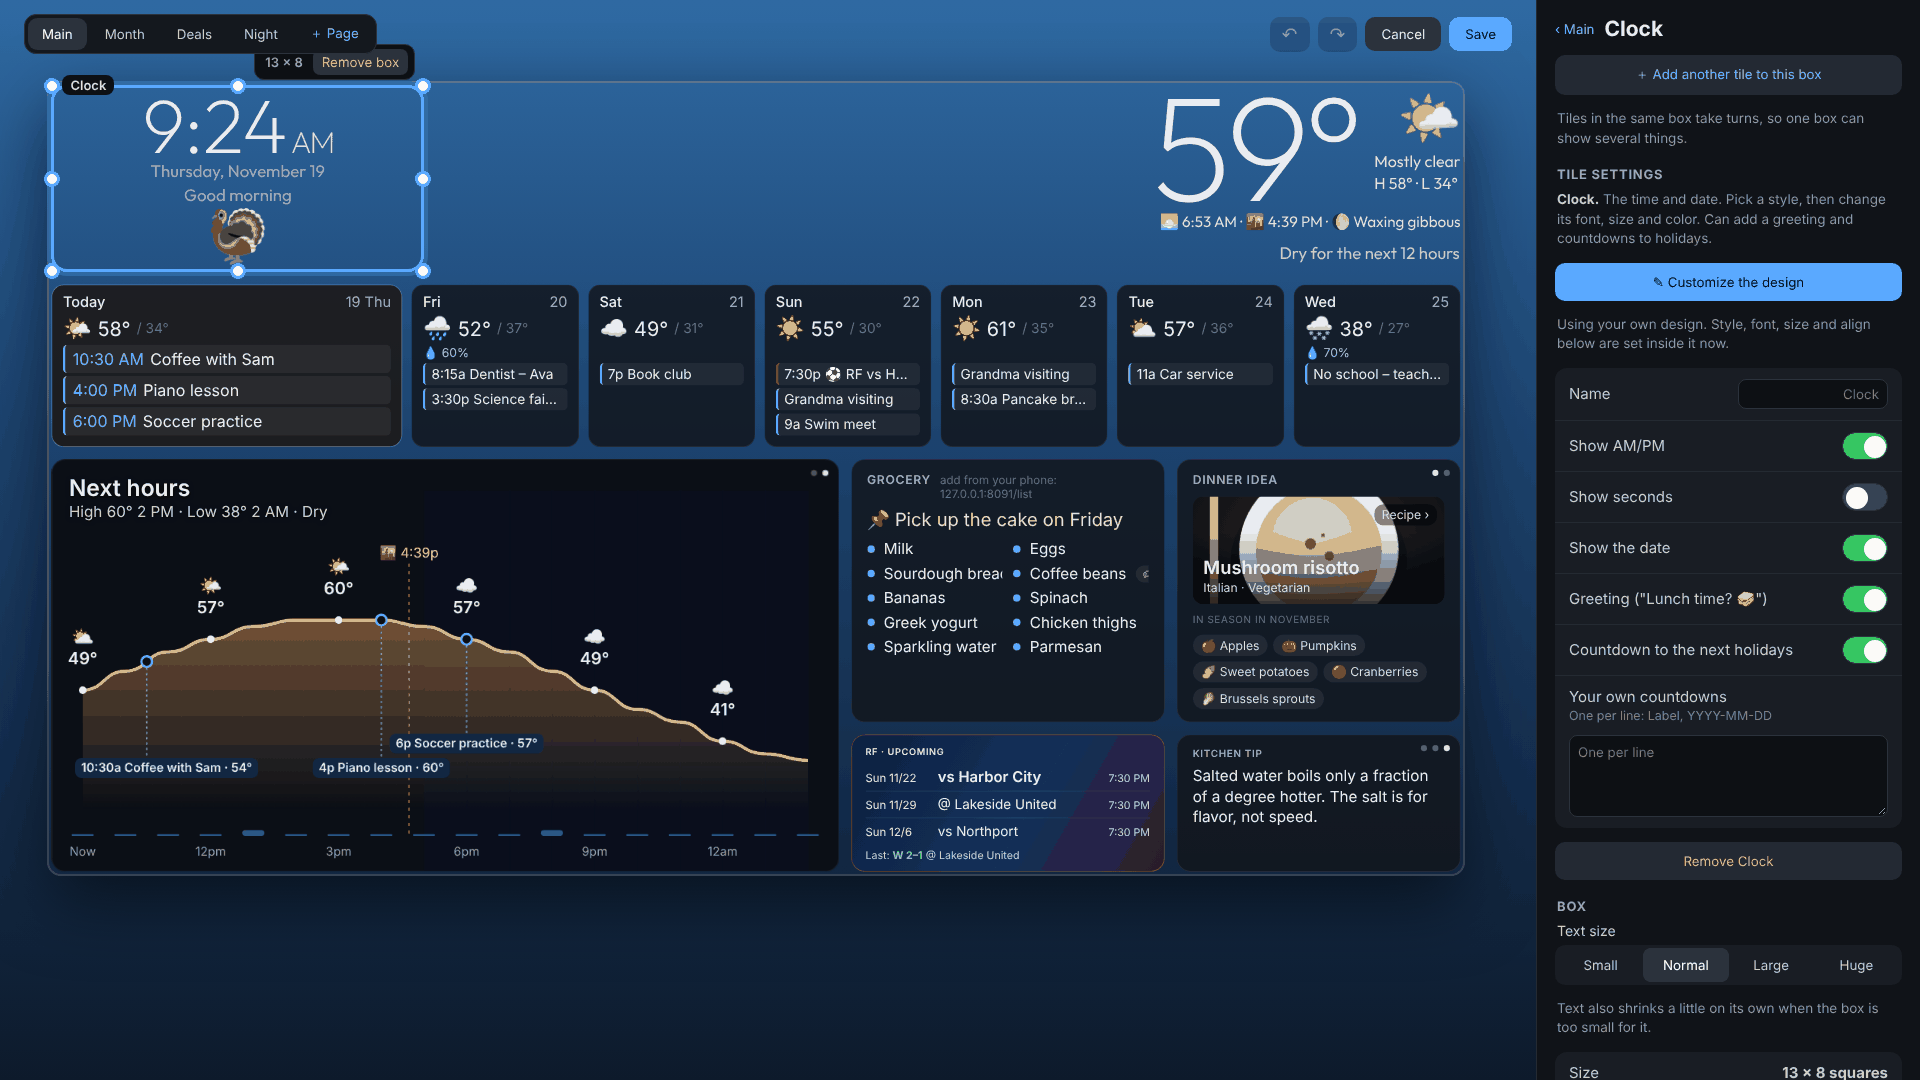 Main
Month
Deals
Night
+ Page
↶
↷
Cancel
Save
13 × 8
Remove box
Clock
9:24 AM
Thursday, November 19
Good morning
59°
Mostly clear
H 58° · L 34°
6:53 AM · 4:39 PM · Waxing gibbous
Dry for the next 12 hours
Today 19 Thu
58° / 34°
10:30 AM Coffee with Sam
4:00 PM Piano lesson
6:00 PM Soccer practice
Fri 20
52° / 37°
60%
8:15a Dentist – Ava
3:30p Science fai...
Sat 21
49° / 31°
7p Book club
Sun 22
55° / 30°
7:30p ⚽ RF vs H...
Grandma visiting
9a Swim meet
Mon 23
61° / 35°
Grandma visiting
8:30a Pancake br...
Tue 24
57° / 36°
11a Car service
Wed 25
38° / 27°
70%
No school – teach...
Next hours
High 60° 2 PM · Low 38° 2 AM · Dry
4:39p
49°
57°
60°
57°
49°
41°
6p Soccer practice · 57°
10:30a Coffee with Sam · 54°
4p Piano lesson · 60°
Now
12pm
3pm
6pm
9pm
12am
GROCERY
add from your phone:
127.0.0.1:8091/list
📌 Pick up the cake on Friday
Milk
Eggs
Sourdough brea
Coffee beans
Bananas
Spinach
Greek yogurt
Chicken thighs
Sparkling water
Parmesan
DINNER IDEA
Recipe ›
Mushroom risotto
Italian · Vegetarian
IN SEASON IN NOVEMBER
Apples
Pumpkins
Sweet potatoes
Cranberries
Brussels sprouts
RF · UPCOMING
Sun 11/22 vs Harbor City 7:30 PM
Sun 11/29 @ Lakeside United 7:30 PM
Sun 12/6 vs Northport 7:30 PM
Last: W 2–1 @ Lakeside United
KITCHEN TIP
Salted water boils only a fraction
of a degree hotter. The salt is for
flavor, not speed.
‹ Main Clock
+ Add another tile to this box
Tiles in the same box take turns, so one box can
show several things.
TILE SETTINGS
Clock. The time and date. Pick a style, then change
its font, size and color. Can add a greeting and
countdowns to holidays.
✎ Customize the design
Using your own design. Style, font, size and align
below are set inside it now.
Name Clock
Show AM/PM
Show seconds
Show the date
Greeting ("Lunch time? 🥪")
Countdown to the next holidays
Your own countdowns
One per line: Label, YYYY-MM-DD
One per line
Remove Clock
BOX
Text size
Small
Normal
Large
Huge
Text also shrinks a little on its own when the box is
too small for it.
Size 13 × 8 squares